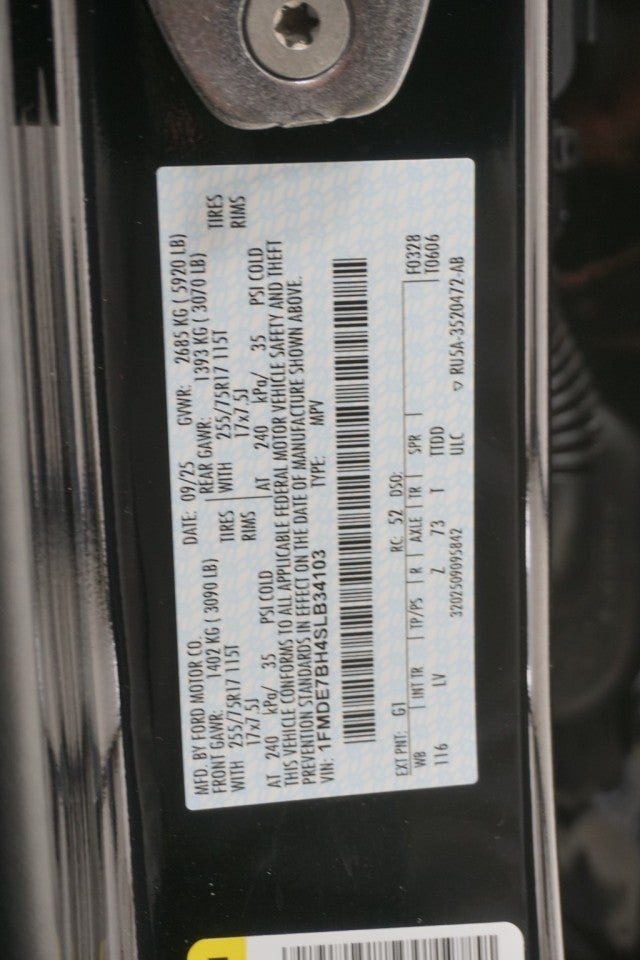 MFD. BY FORD MOTOR CO. DATE: 09/25 GVWR: 2685 KG ( 5920 LB)
FRONT GAWR: 1402 KG ( 3090 LB) REAR GAWR: 1393 KG ( 3070 LB)
WITH 255/75R17 115T TIRES WITH 255/75R17 115T TIRES
17x7.5J RIMS 17x7.5J RIMS
AT 240 kPa/ 35 PSI COLD AT 240 kPa/ 35 PSI COLD
THIS VEHICLE CONFORMS TO ALL APPLICABLE FEDERAL MOTOR VEHICLE SAFETY AND THEFT
PREVENTION STANDARDS IN EFFECT ON THE DATE OF MANUFACTURE SHOWN ABOVE.
VIN: 1FMDE7BH4SLB34103 TYPE: MPV
EXT PNT: G1 RC: 52 DSO: F0328
WB INT TR TP/PS R AXLE TR SPR T0606
116 LV Z 73 T TTDD
3202509095842 ULC ▽ RU5A-3520472-AB